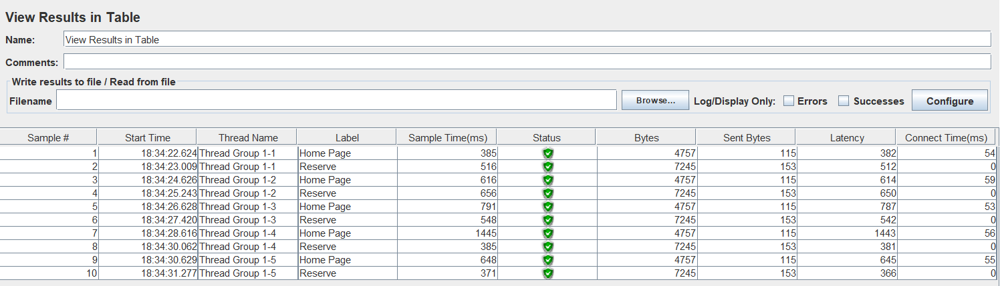 View Results in Table
Name: View Results in Table
Comments:
Write results to file / Read from file
Filename Browse... Log/Display Only: Errors Successes Configure
Sample # Start Time Thread Name Label Sample Time(ms) Status Bytes Sent Bytes Latency Connect Time(ms)
1 18:34:22.624 Thread Group 1-1 Home Page 385 4757 115 382 54
2 18:34:23.009 Thread Group 1-1 Reserve 516 7245 153 512 0
3 18:34:24.626 Thread Group 1-2 Home Page 616 4757 115 614 59
4 18:34:25.243 Thread Group 1-2 Reserve 656 7245 153 650 0
5 18:34:26.628 Thread Group 1-3 Home Page 791 4757 115 787 53
6 18:34:27.420 Thread Group 1-3 Reserve 548 7245 153 542 0
7 18:34:28.616 Thread Group 1-4 Home Page 1445 4757 115 1443 56
8 18:34:30.062 Thread Group 1-4 Reserve 385 7245 153 381 0
9 18:34:30.629 Thread Group 1-5 Home Page 648 4757 115 645 55
10 18:34:31.277 Thread Group 1-5 Reserve 371 7245 153 366 0